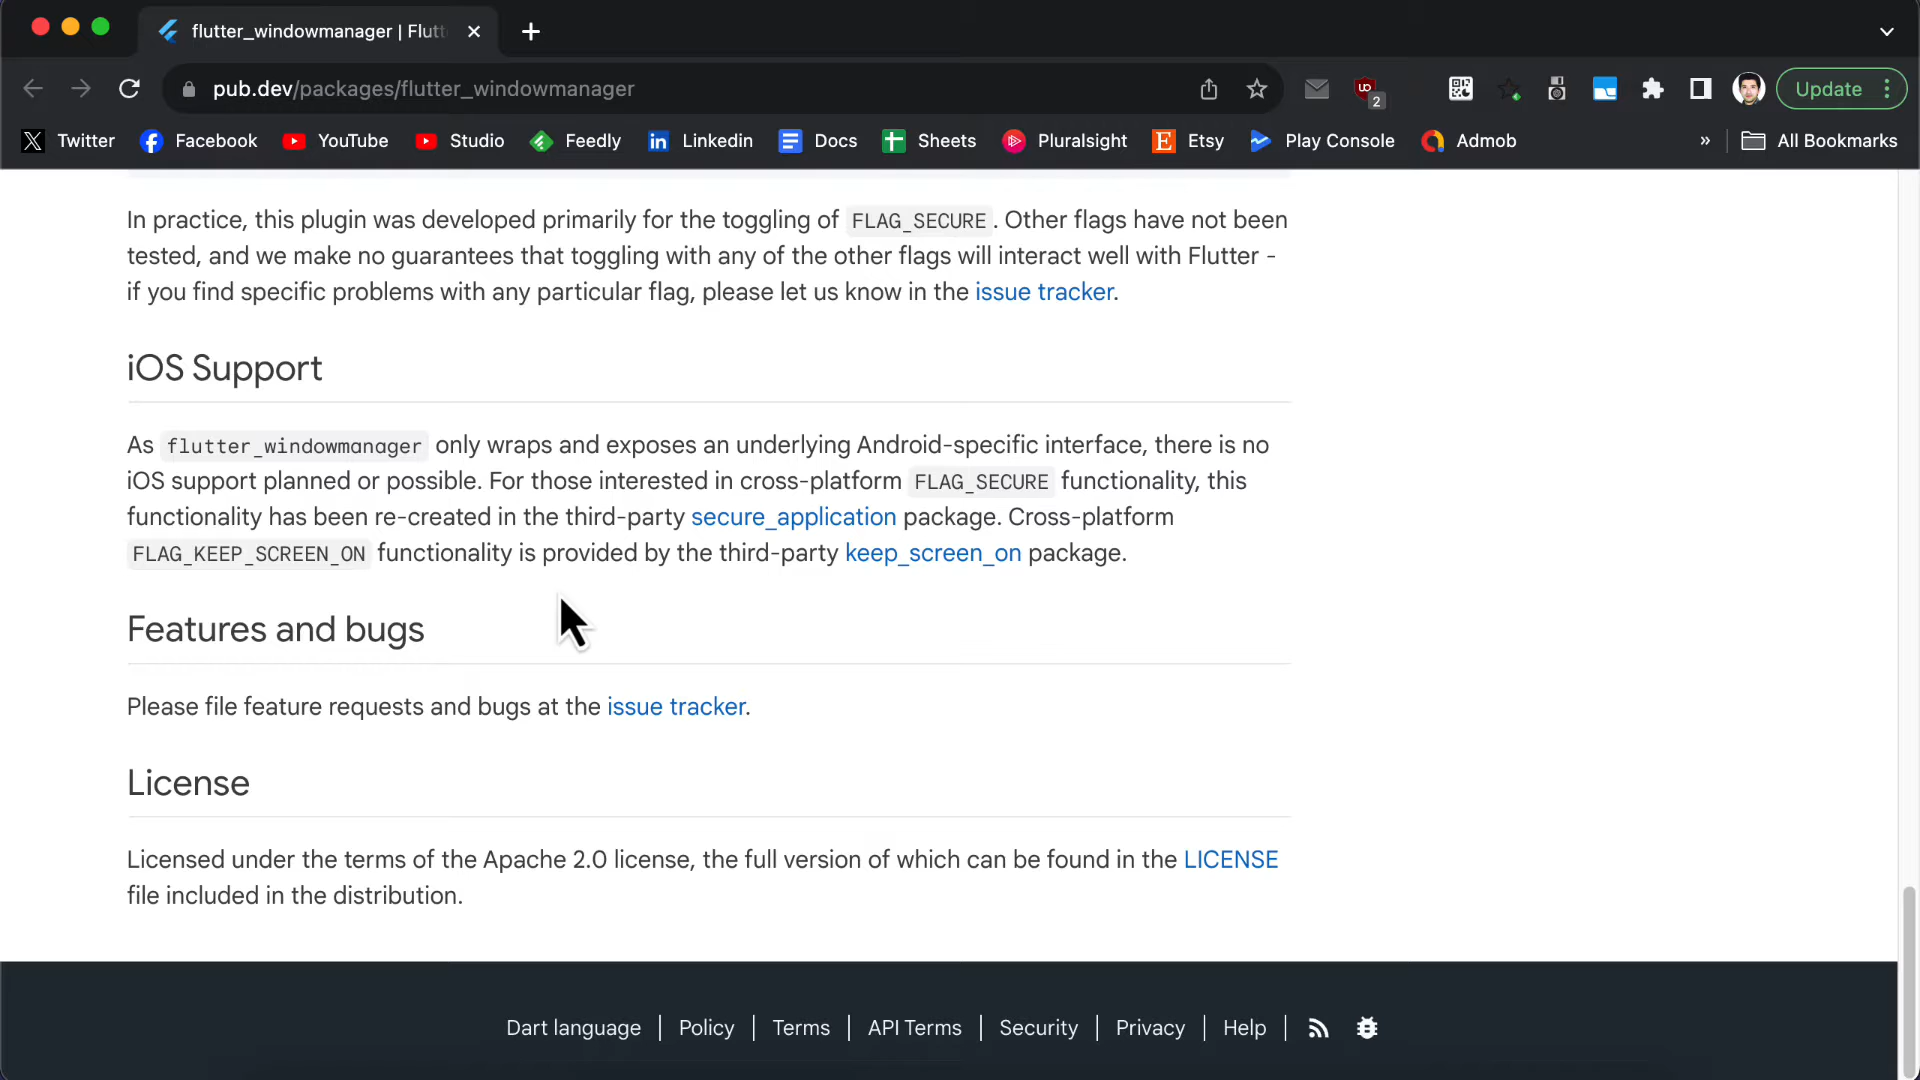 flutter_windowmanager | Flutt
pub.dev/packages/flutter_windowmanager
2
Update
Twitter Facebook YouTube Studio Feedly Linkedin Docs Sheets Pluralsight Etsy Play Console Admob » All Bookmarks
In practice, this plugin was developed primarily for the toggling of FLAG_SECURE. Other flags have not been
tested, and we make no guarantees that toggling with any of the other flags will interact well with Flutter -
if you find specific problems with any particular flag, please let us know in the issue tracker.
iOS Support
As flutter_windowmanager only wraps and exposes an underlying Android-specific interface, there is no
iOS support planned or possible. For those interested in cross-platform FLAG_SECURE functionality, this
functionality has been re-created in the third-party secure_application package. Cross-platform
FLAG_KEEP_SCREEN_ON functionality is provided by the third-party keep_screen_on package.
Features and bugs
Please file feature requests and bugs at the issue tracker.
License
Licensed under the terms of the Apache 2.0 license, the full version of which can be found in the LICENSE
file included in the distribution.
Dart language | Policy | Terms | API Terms | Security | Privacy | Help |